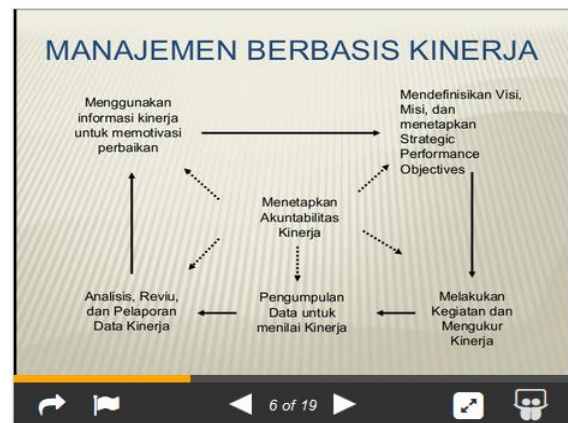 MANAJEMEN BERBASIS KINERJA
Menggunakan
informasi kinerja
untuk memotivasi
perbaikan
Mendefinisikan Visi,
Misi, dan
menetapkan
Strategic
Performance
Objectives
Menetapkan
Akuntabilitas
Kinerja
Analisis, Reviu,
dan Pelaporan
Data Kinerja
Pengumpulan
Data untuk
menilai Kinerja
Melakukan
Kegiatan dan
Mengukur
Kinerja
6 of 19